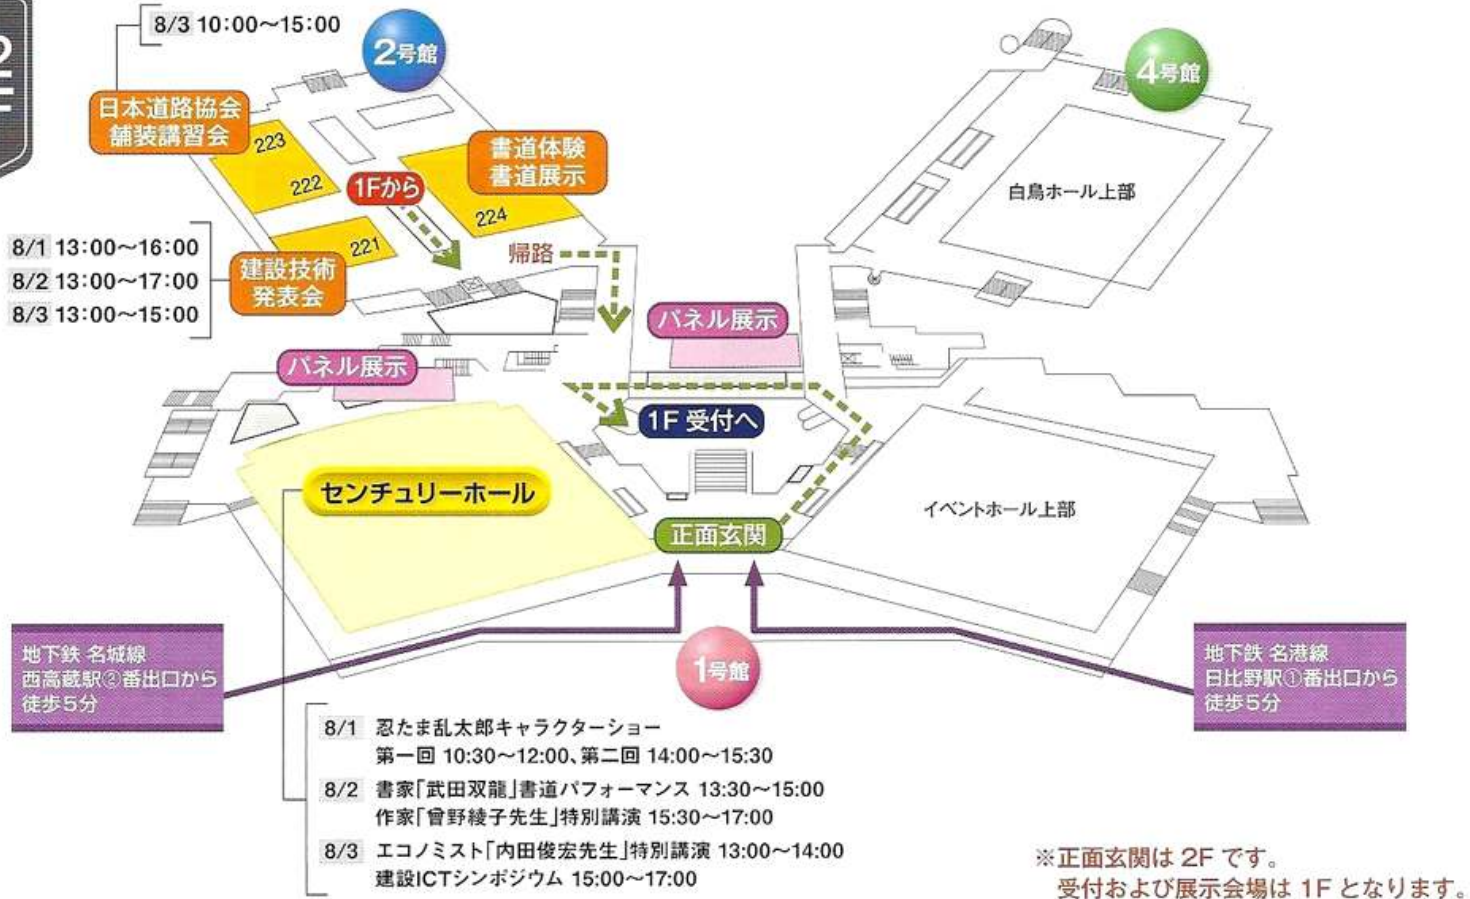 2F
8/3 10:00～15:00
2号館
4号館
日本道路協会
舗装講習会
223
222
1Fから
書道体験
書道展示
224
白鳥ホール上部
8/1 13:00～16:00
8/2 13:00～17:00
8/3 13:00～15:00
221
建設技術
発表会
帰路
パネル展示
パネル展示
1F 受付へ
センチュリーホール
イベントホール上部
正面玄関
地下鉄 名城線
西高蔵駅②番出口から
徒歩5分
地下鉄 名港線
日比野駅①番出口から
徒歩5分
1号館
8/1 忍たま乱太郎キャラクターショー
第一回 10:30～12:00、第二回 14:00～15:30
8/2 書家「武田双龍」書道パフォーマンス 13:30～15:00
作家「曾野綾子先生」特別講演 15:30～17:00
8/3 エコノミスト「内田俊宏先生」特別講演 13:00～14:00
建設ICTシンポジウム 15:00～17:00
※正面玄関は 2F です。
受付および展示会場は 1F となります。